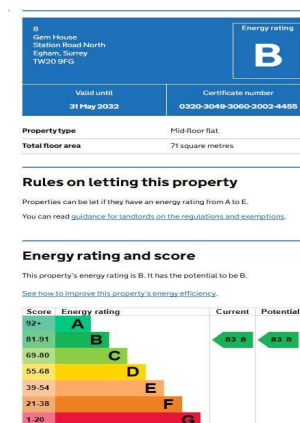 8
Gem House
Station Road North
Egham, Surrey
TW20 9FG
Energy rating
B
Valid until
31 May 2032
Certificate number
0320-3049-3060-2002-4455
Property type Mid-floor flat
Total floor area 71 square metres
Rules on letting this property
Properties can be let if they have an energy rating from A to E.
You can read guidance for landlords on the regulations and exemptions.
Energy rating and score
This property's energy rating is B. It has the potential to be B.
See how to improve this property's energy efficiency.
Score Energy rating Current Potential
92+ A
81-91 B 83 B 83 B
69-80 C
55-68 D
39-54 E
21-38 F
1-20 G